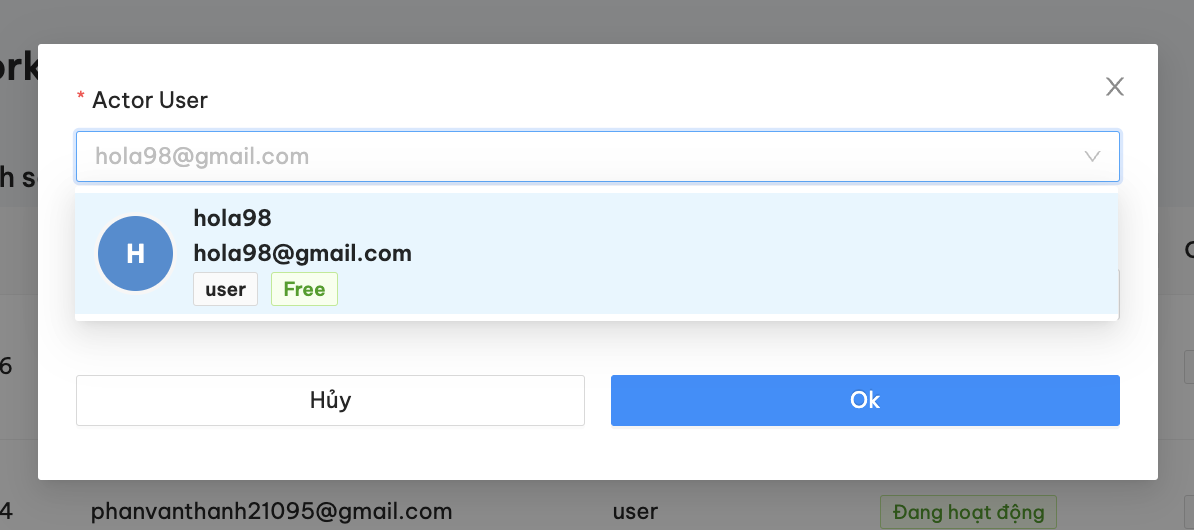 * Actor User
hola98@gmail.com
H
hola98
hola98@gmail.com
user Free
6
Hủy Ok
4 phanvanthanh21095@gmail.com user Đang hoạt động